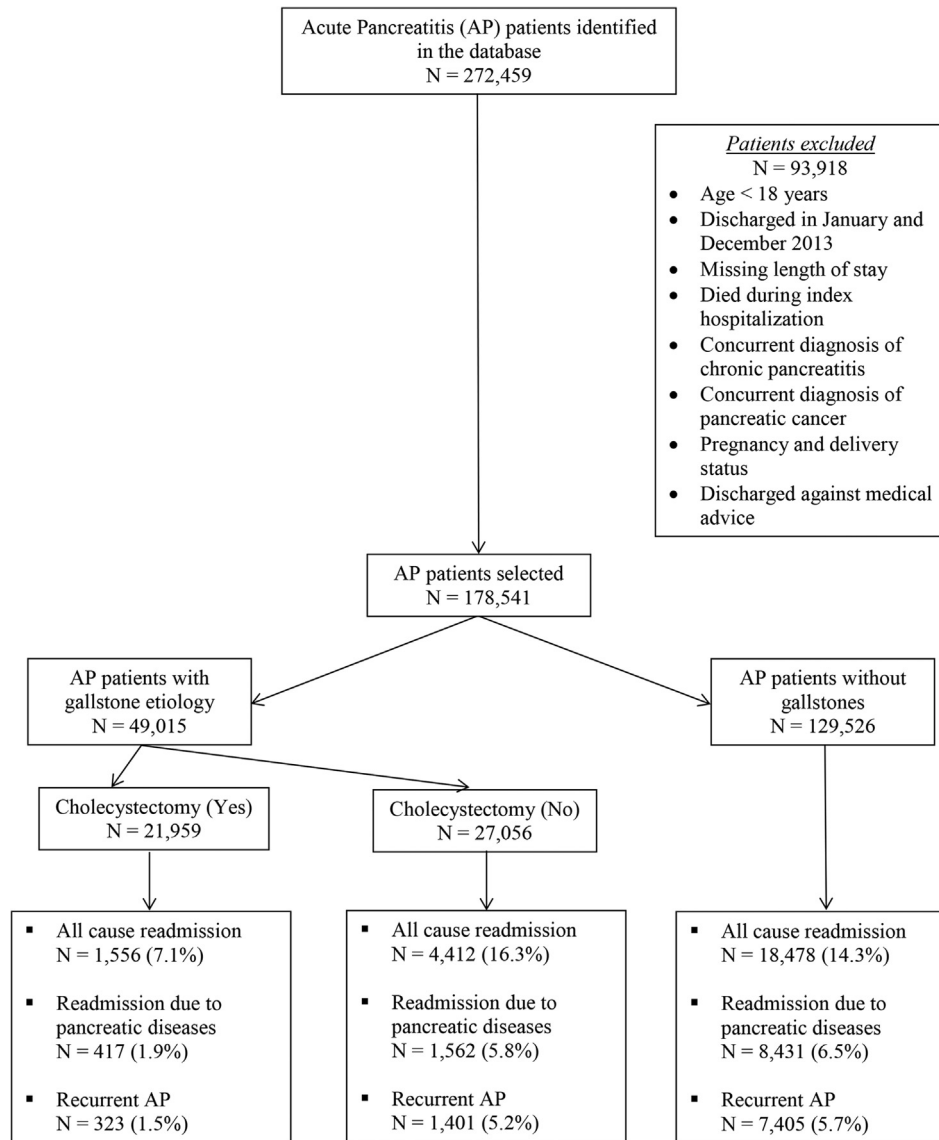 Acute Pancreatitis (AP) patients identified
in the database
N = 272,459
Patients excluded
N = 93,918
• Age < 18 years
• Discharged in January and
December 2013
• Missing length of stay
• Died during index
hospitalization
• Concurrent diagnosis of
chronic pancreatitis
• Concurrent diagnosis of
pancreatic cancer
• Pregnancy and delivery
status
• Discharged against medical
advice
AP patients selected
N = 178,541
AP patients with
gallstone etiology
N = 49,015
AP patients without
gallstones
N = 129,526
Cholecystectomy (Yes)
N = 21,959
Cholecystectomy (No)
N = 27,056
▪ All cause readmission
N = 1,556 (7.1%)
▪ Readmission due to
pancreatic diseases
N = 417 (1.9%)
▪ Recurrent AP
N = 323 (1.5%)
▪ All cause readmission
N = 4,412 (16.3%)
▪ Readmission due to
pancreatic diseases
N = 1,562 (5.8%)
▪ Recurrent AP
N = 1,401 (5.2%)
▪ All cause readmission
N = 18,478 (14.3%)
▪ Readmission due to
pancreatic diseases
N = 8,431 (6.5%)
▪ Recurrent AP
N = 7,405 (5.7%)